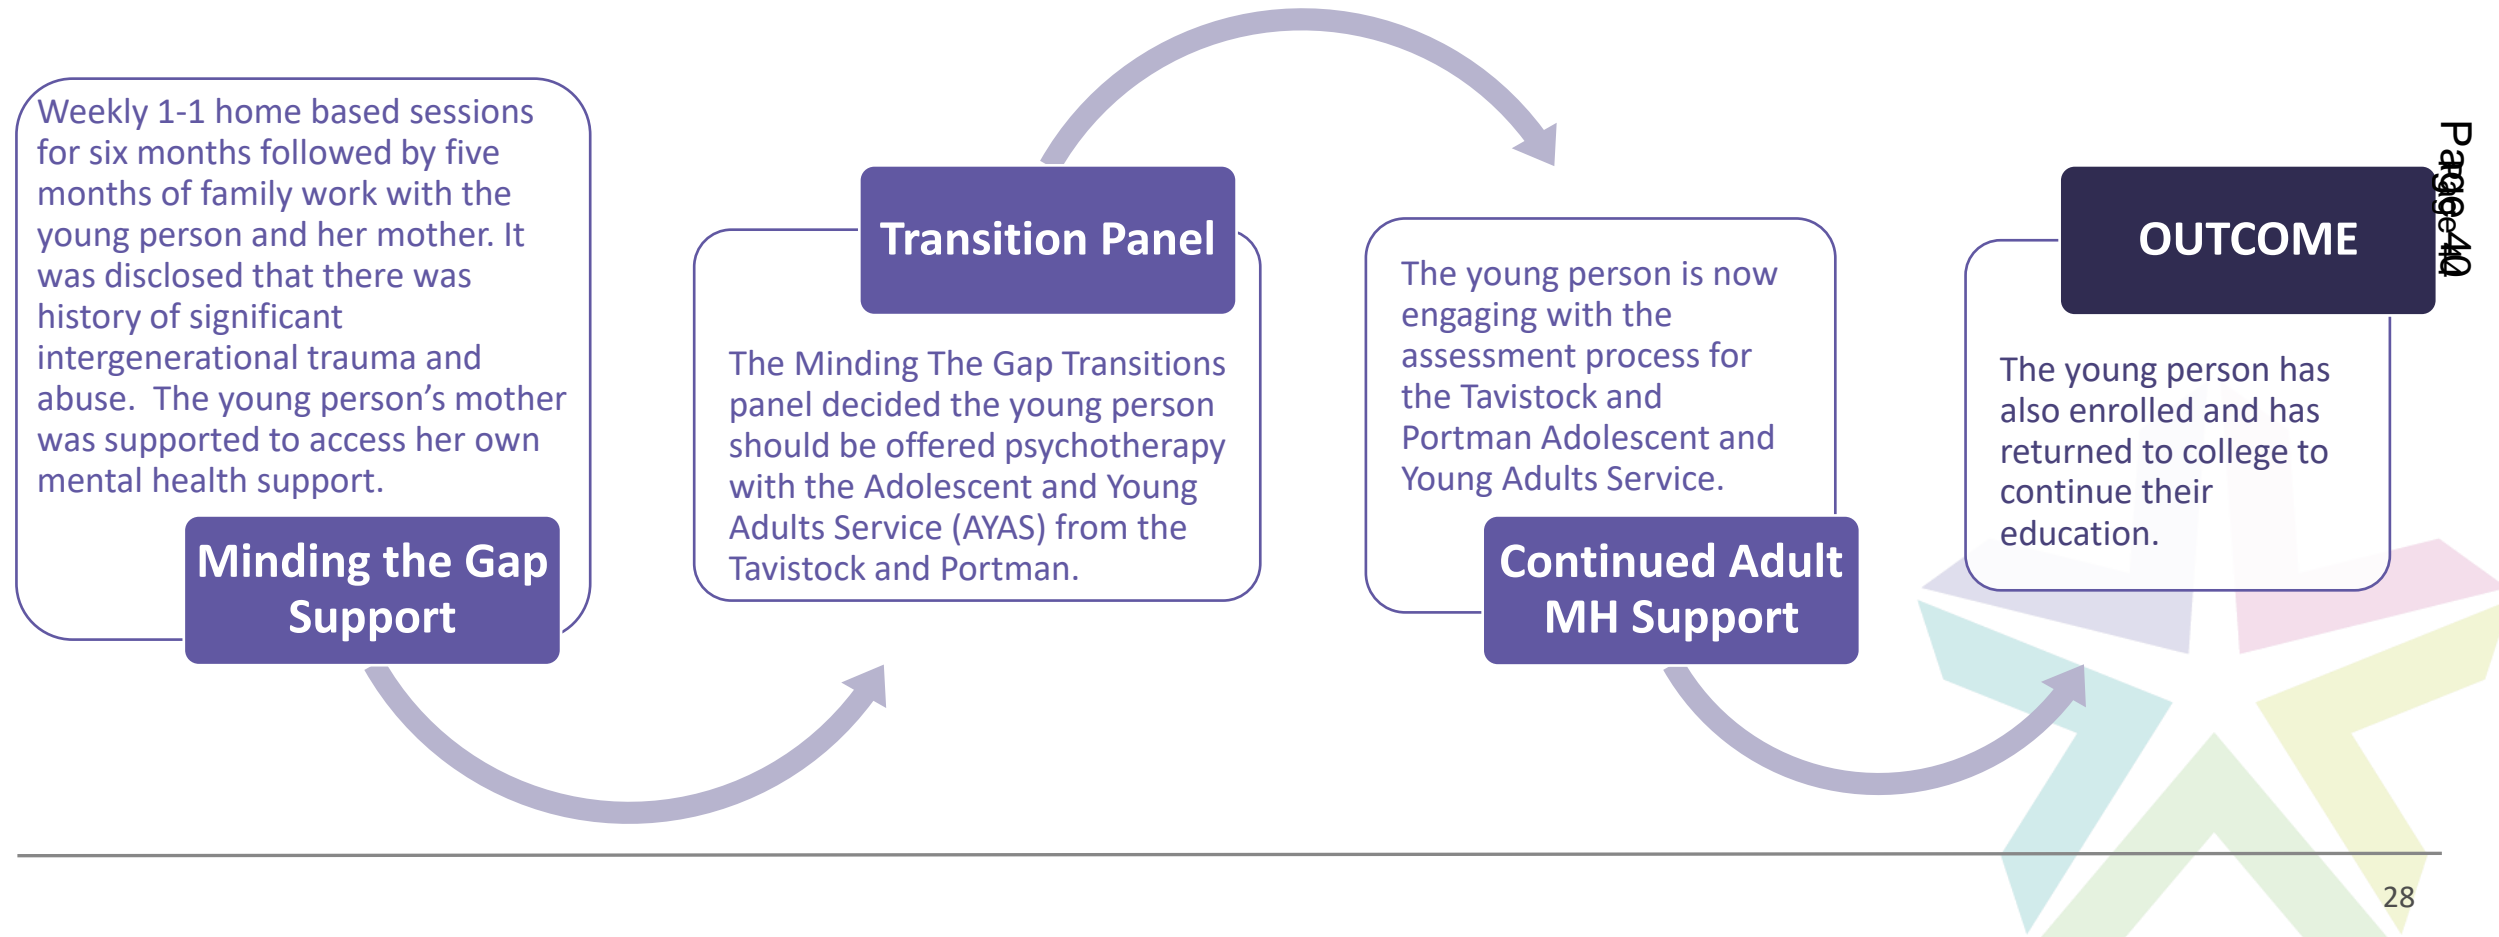 Weekly 1-1 home based sessions
for six months followed by five
months of family work with the
young person and her mother. It
was disclosed that there was
history of significant
intergenerational trauma and
abuse.  The young person’s mother
was supported to access her own
mental health support.
Minding the Gap
Support
Transition Panel
The Minding The Gap Transitions
panel decided the young person
should be offered psychotherapy
with the Adolescent and Young
Adults Service (AYAS) from the
Tavistock and Portman.
The young person is now
engaging with the
assessment process for
the Tavistock and
Portman Adolescent and
Young Adults Service.
Continued Adult
MH Support
OUTCOME
The young person has
also enrolled and has
returned to college to
continue their
education.
Page 40
28